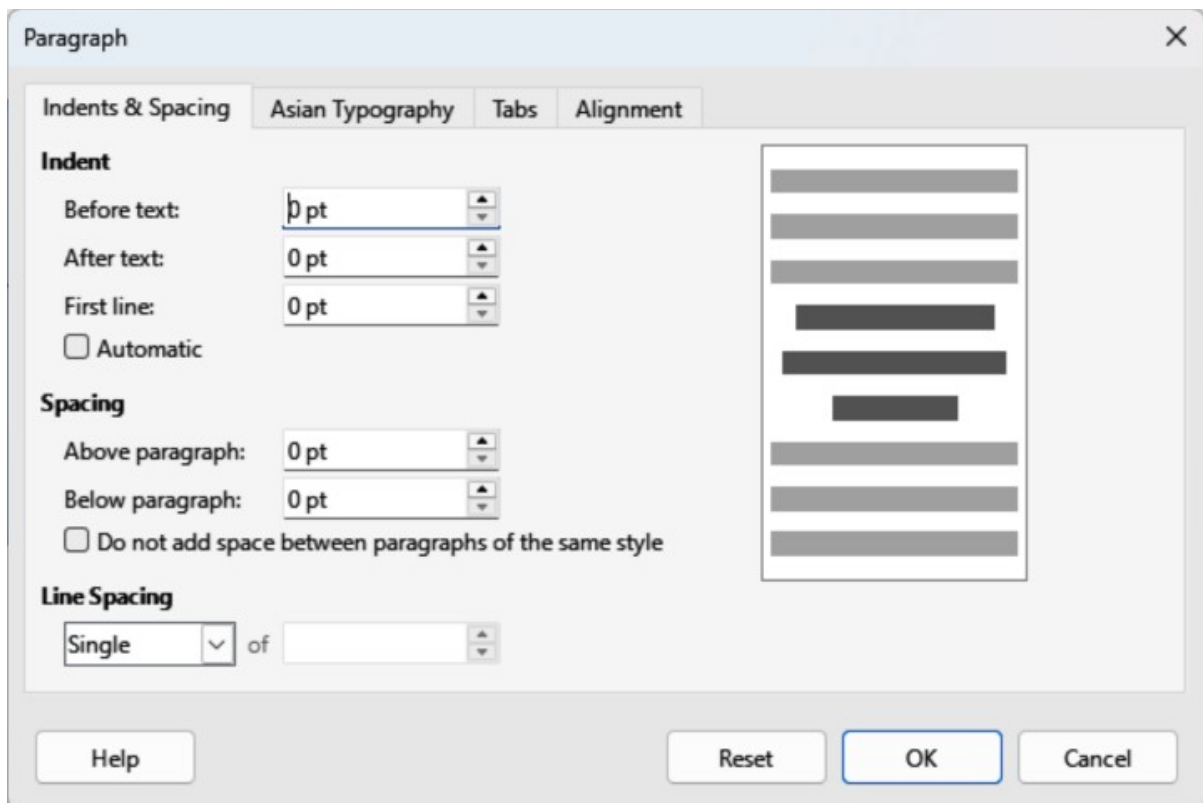 Paragraph
Indents & Spacing Asian Typography Tabs Alignment
Indent
Before text: 0 pt
After text: 0 pt
First line: 0 pt
Automatic
Spacing
Above paragraph: 0 pt
Below paragraph: 0 pt
Do not add space between paragraphs of the same style
Line Spacing
Single of
Help Reset OK Cancel